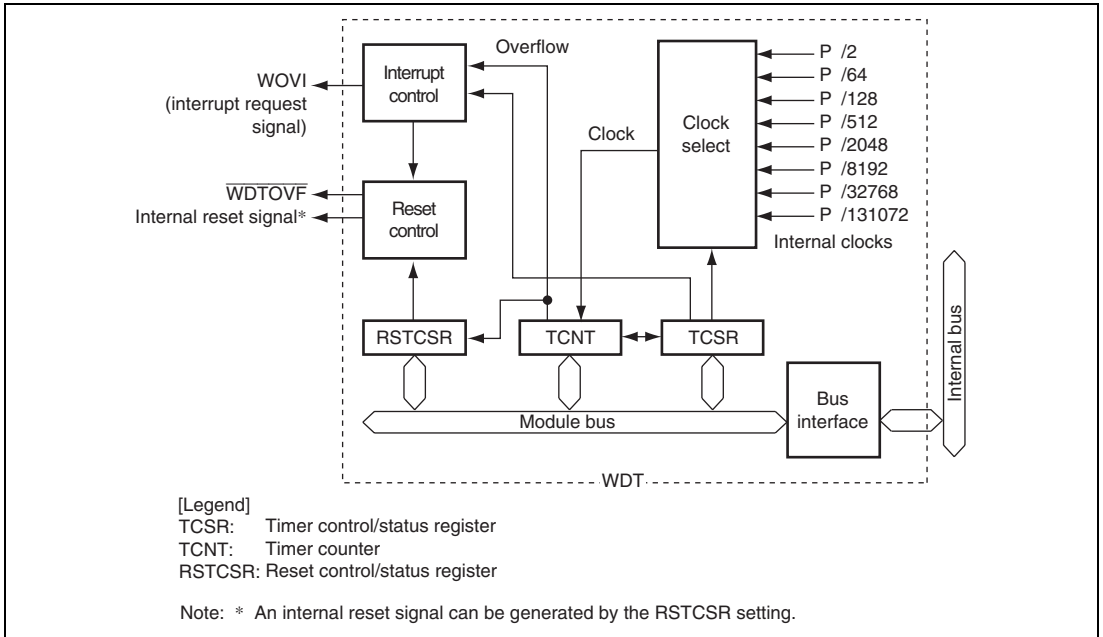 Overflow
Interrupt
control
WOVI
(interrupt request
signal)
WDTOVF
Internal reset signal*
Reset
control
Clock
Clock
select
P /2
P /64
P /128
P /512
P /2048
P /8192
P /32768
P /131072
Internal clocks
RSTCSR
TCNT
TCSR
Module bus
Bus
interface
Internal bus
WDT
[Legend]
TCSR: Timer control/status register
TCNT: Timer counter
RSTCSR: Reset control/status register
Note: * An internal reset signal can be generated by the RSTCSR setting.